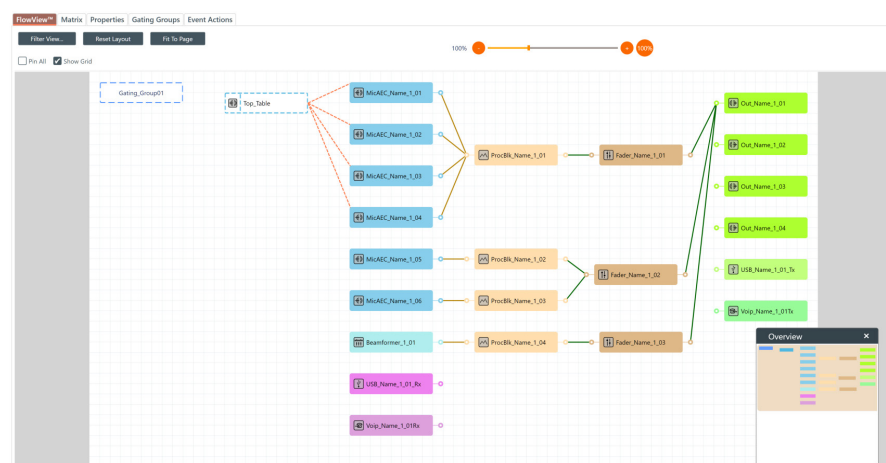 FlowView™ Matrix Properties Gating Groups Event Actions
Filter View... Reset Layout Fit To Page
100% - + 100%
Pin All Show Grid
Gating_Group01
Top_Table
MicAEC_Name_1_01
Out_Name_1_01
MicAEC_Name_1_02
Out_Name_1_02
ProcBlk_Name_1_01
Fader_Name_1_01
MicAEC_Name_1_03
Out_Name_1_03
MicAEC_Name_1_04
Out_Name_1_04
MicAEC_Name_1_05
ProcBlk_Name_1_02
USB_Name_1_01_Tx
Fader_Name_1_02
MicAEC_Name_1_06
ProcBlk_Name_1_03
Voip_Name_1_01Tx
Overview ×
Beamformer_1_01
ProcBlk_Name_1_04
Fader_Name_1_03
USB_Name_1_01_Rx
Voip_Name_1_01Rx